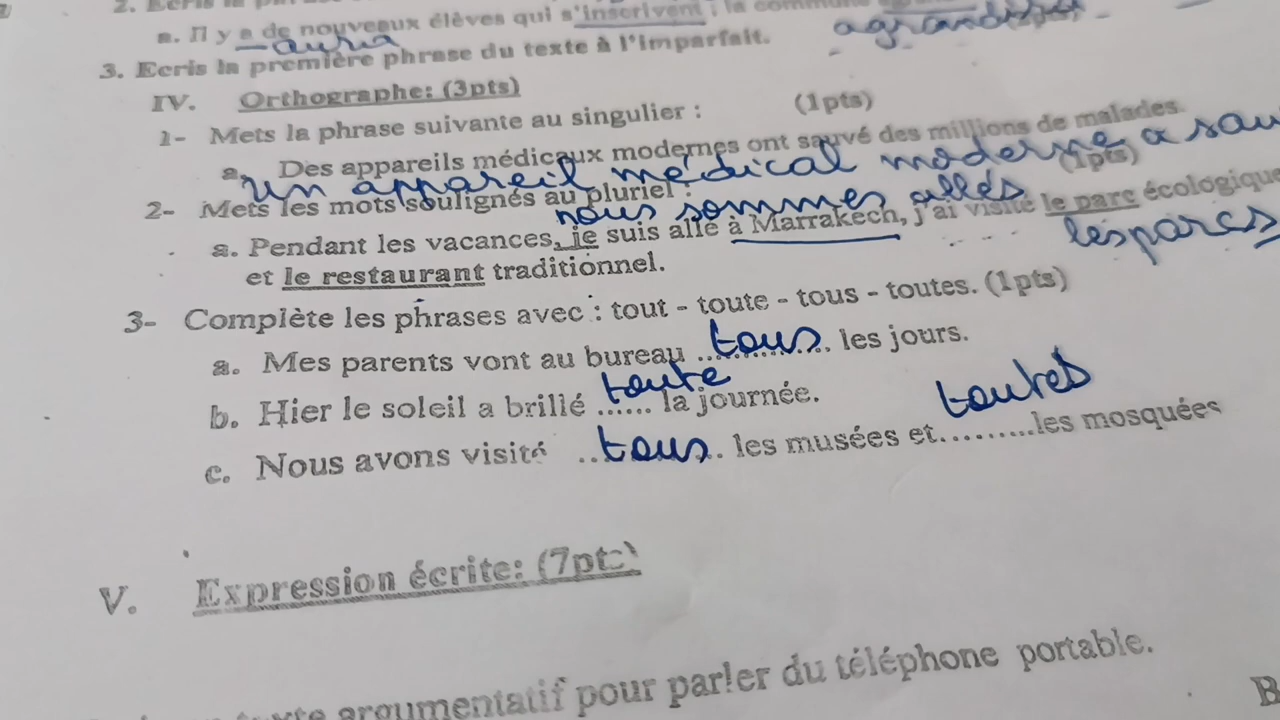 2. Ecris la
a. Il y a de nouveaux élèves qui s'inscrivent ; la commune
aura
agrandira
3. Ecris la première phrase du texte à l'imparfait.
IV. Orthographe: (3pts)
1- Mets la phrase suivante au singulier : (1pts)
a. Des appareils médicaux modernes ont sauvé des millions de malades.
un appareil médical moderne a sau
2- Mets les mots soulignés au pluriel : (1pts)
nous sommes allés
a. Pendant les vacances, je suis allé à Marrakech, j'ai visité le parc écologique
les parcs
et le restaurant traditionnel.
3- Complète les phrases avec : tout - toute - tous - toutes. (1pts)
a. Mes parents vont au bureau tous les jours.
b. Hier le soleil a brillé toute la journée.
c. Nous avons visité tous les musées et toutes les mosquées
V. Expression écrite: (7pts)
argumentatif pour parler du téléphone portable.
B